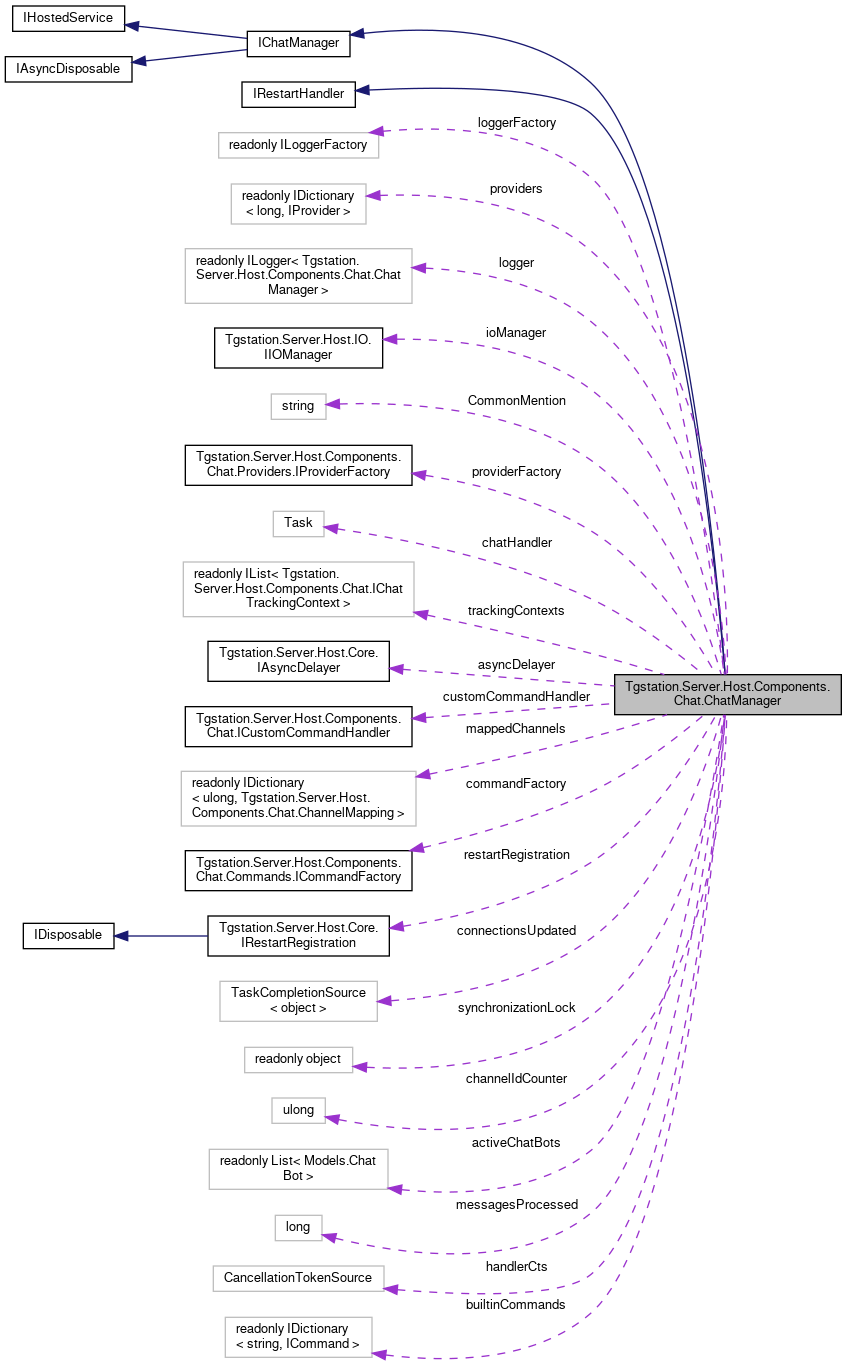 IHostedService
IChatManager
IAsyncDisposable
IRestartHandler
loggerFactory
readonly ILoggerFactory
providers
readonly IDictionary
< long, IProvider >
logger
readonly ILogger< Tgstation.
Server.Host.Components.Chat.Chat
Manager >
ioManager
Tgstation.Server.Host.IO.
IIOManager
CommonMention
string
providerFactory
Tgstation.Server.Host.Components.
Chat.Providers.IProviderFactory
chatHandler
Task
trackingContexts
readonly IList< Tgstation.
Server.Host.Components.Chat.IChat
TrackingContext >
asyncDelayer
Tgstation.Server.Host.Core.
IAsyncDelayer
Tgstation.Server.Host.Components.
Chat.ChatManager
customCommandHandler
Tgstation.Server.Host.Components.
Chat.ICustomCommandHandler
mappedChannels
readonly IDictionary
< ulong, Tgstation.Server.Host.
Components.Chat.ChannelMapping >
commandFactory
Tgstation.Server.Host.Components.
Chat.Commands.ICommandFactory
restartRegistration
IDisposable
Tgstation.Server.Host.Core.
IRestartRegistration
connectionsUpdated
TaskCompletionSource
< object >
synchronizationLock
readonly object
channelIdCounter
ulong
activeChatBots
readonly List< Models.Chat
Bot >
messagesProcessed
long
handlerCts
CancellationTokenSource
builtinCommands
readonly IDictionary
< string, ICommand >